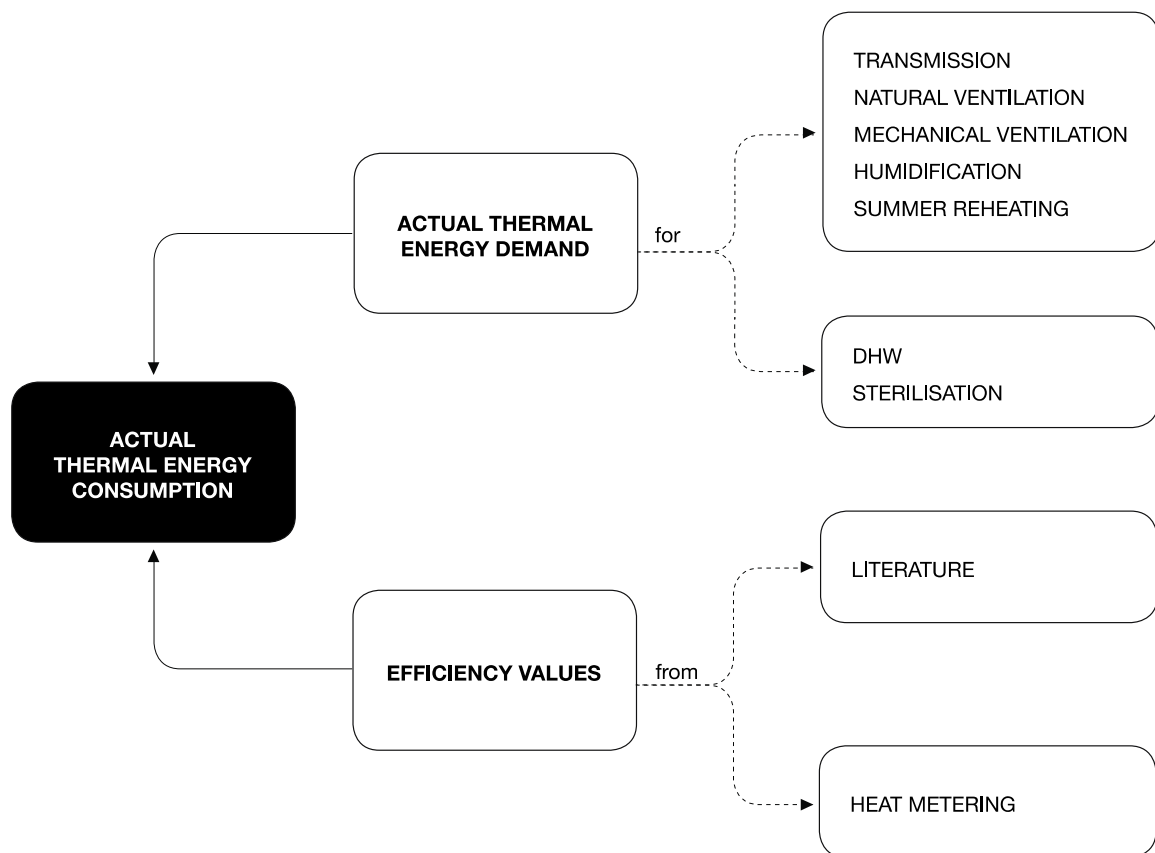 TRANSMISSION
NATURAL VENTILATION
MECHANICAL VENTILATION
HUMIDIFICATION
SUMMER REHEATING
ACTUAL THERMAL
ENERGY DEMAND
for
DHW
STERILISATION
ACTUAL
THERMAL ENERGY
CONSUMPTION
LITERATURE
EFFICIENCY VALUES
from
HEAT METERING